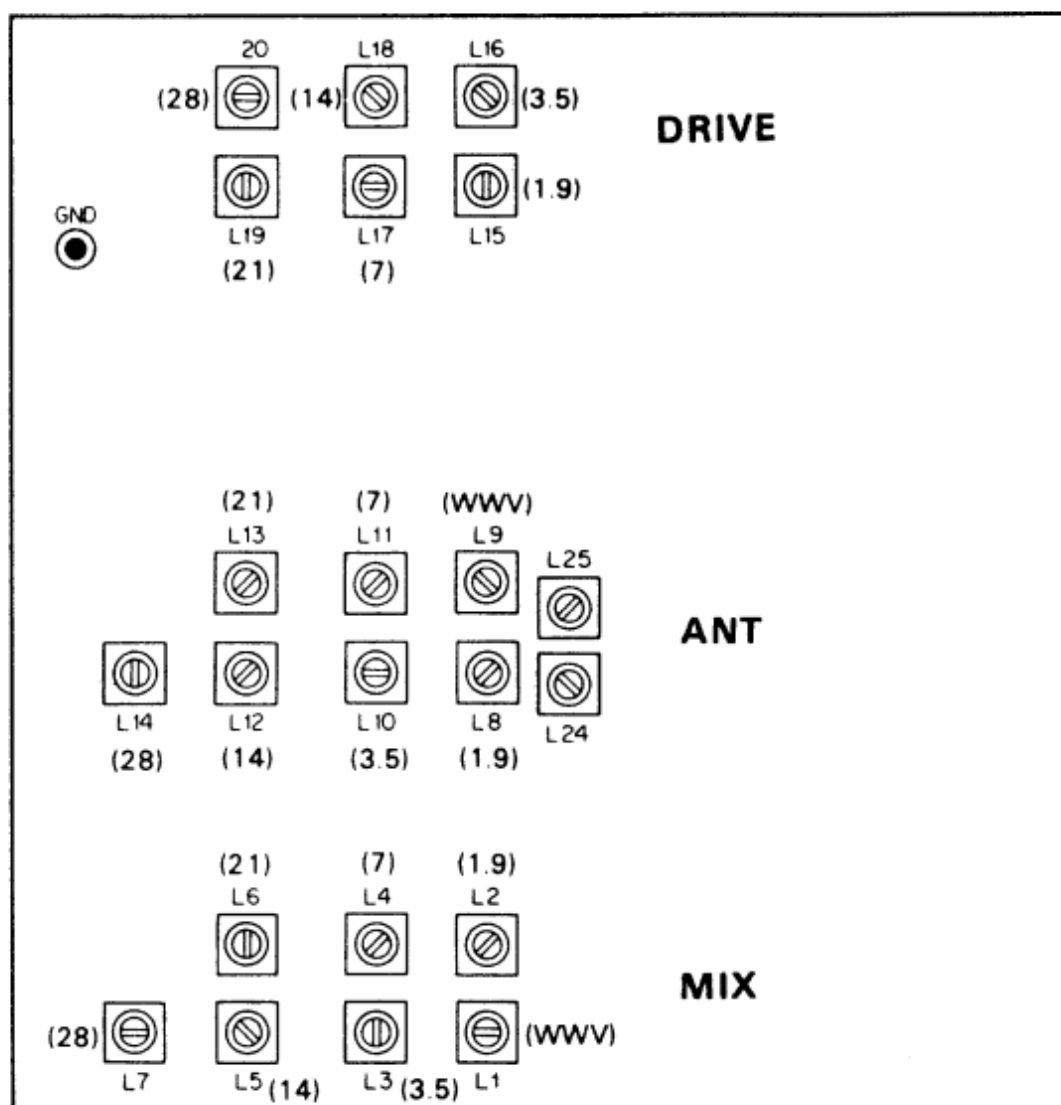 20 L18 L16
(28) (14) (3.5)
DRIVE
(1.9)
GND
L19 L17 L15
(21) (7)
(21) (7) (WWV)
L13 L11 L9
L25
ANT
L14 L12 L10 L8 L24
(28) (14) (3.5) (1.9)
(21) (7) (1.9)
L6 L4 L2
MIX
(28) (WWV)
L7 L5 (14) L3 (3.5) L1